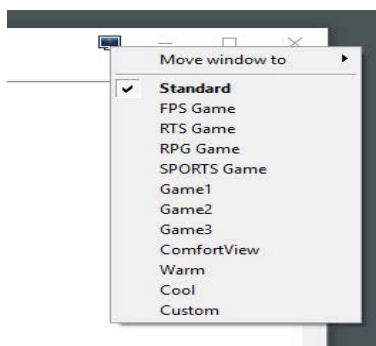 Move window to
Standard
FPS Game
RTS Game
RPG Game
SPORTS Game
Game1
Game2
Game3
ComfortView
Warm
Cool
Custom